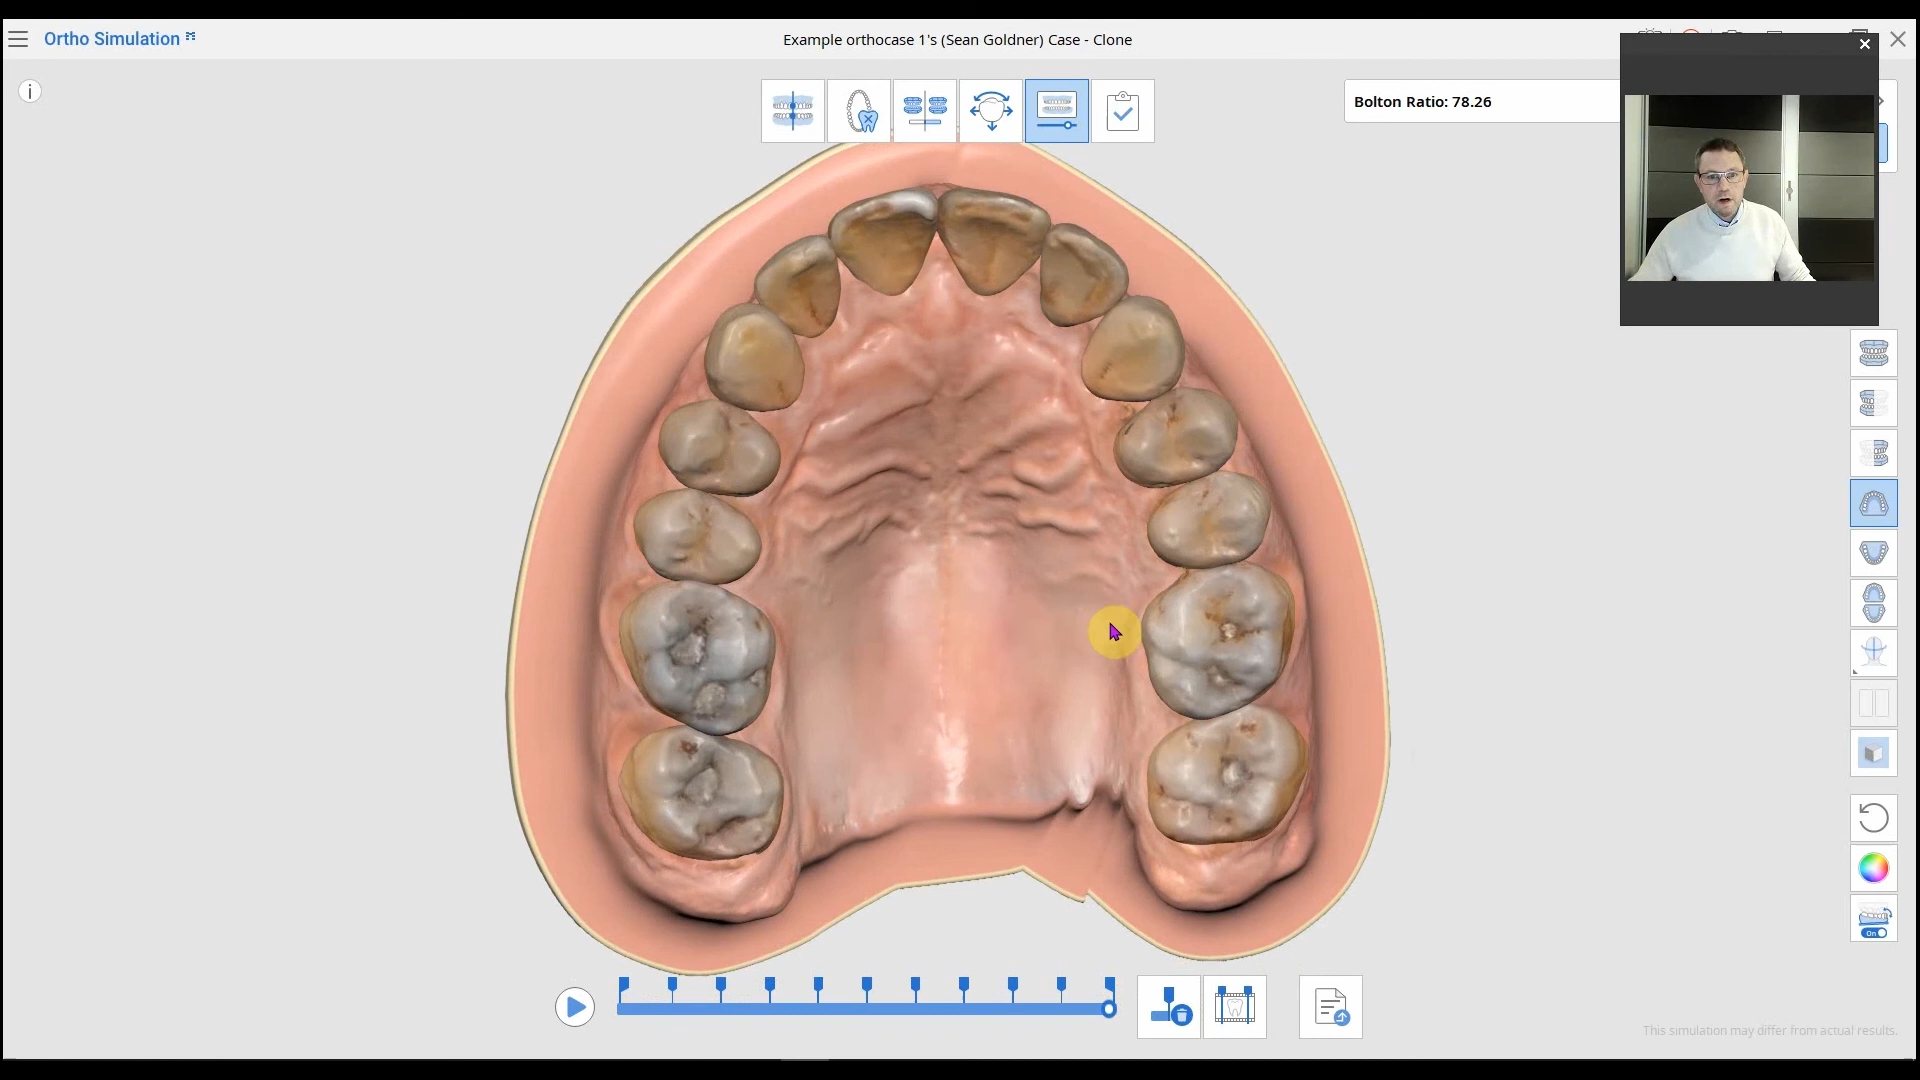 Ortho Simulation
Example orthocase 1's (Sean Goldner) Case - Clone
i
Bolton Ratio: 78.26
On
This simulation may differ from actual results.